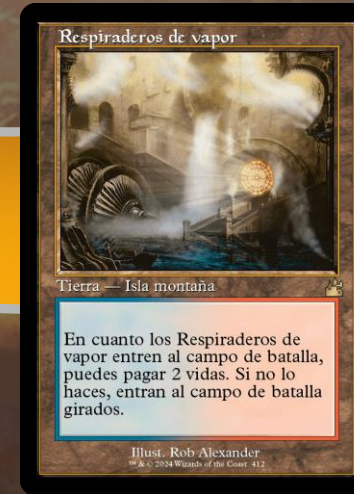 Respiraderos de vapor
Tierra — Isla montaña
En cuanto los Respiraderos de
vapor entren al campo de batalla,
puedes pagar 2 vidas. Si no lo
haces, entran al campo de batalla
girados.
Illust. Rob Alexander
™ & © 2024 Wizards of the Coast 412